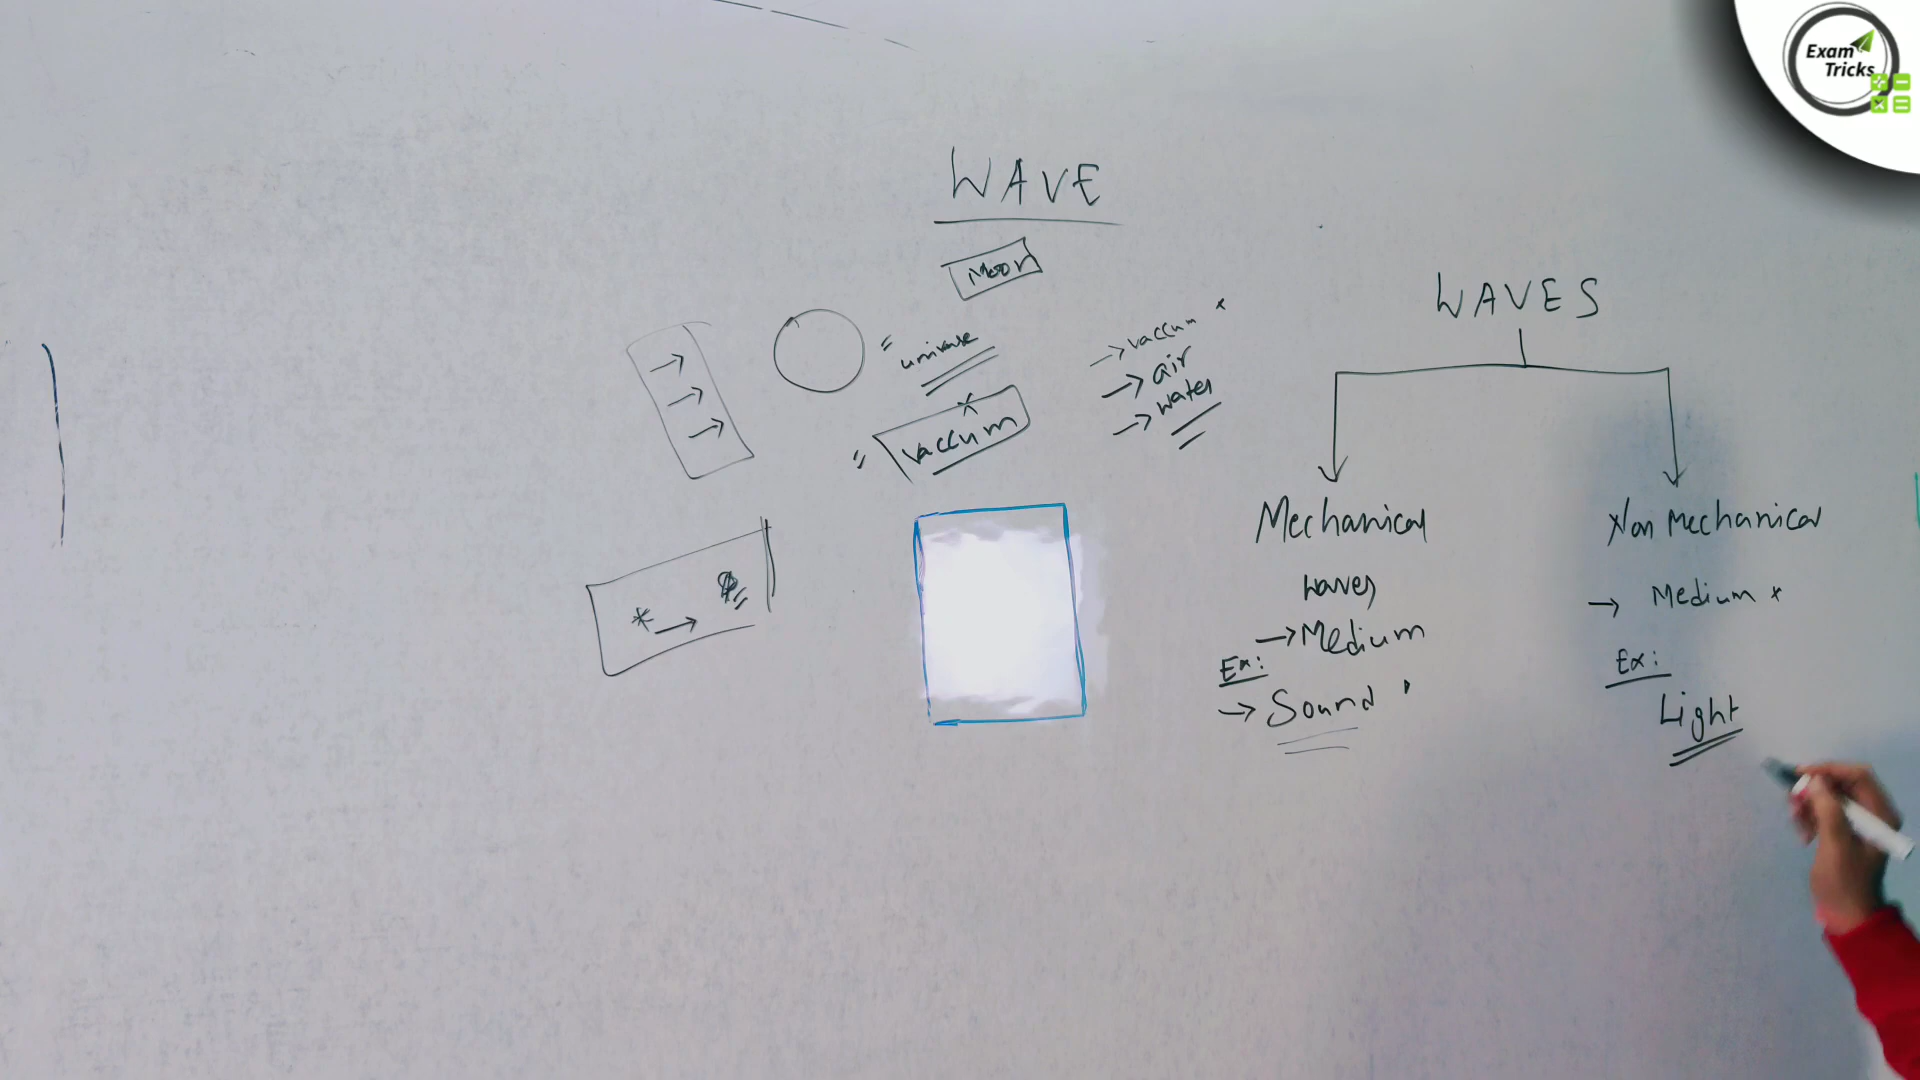 Exam
Tricks
WAVE
Moon
universe
vaccum
→ vaccum ×
→ air
→ water
WAVES
Mechanical
waves
→ Medium
Ex:
→ Sound
Non Mechanical
→ Medium ×
Ex:
Light